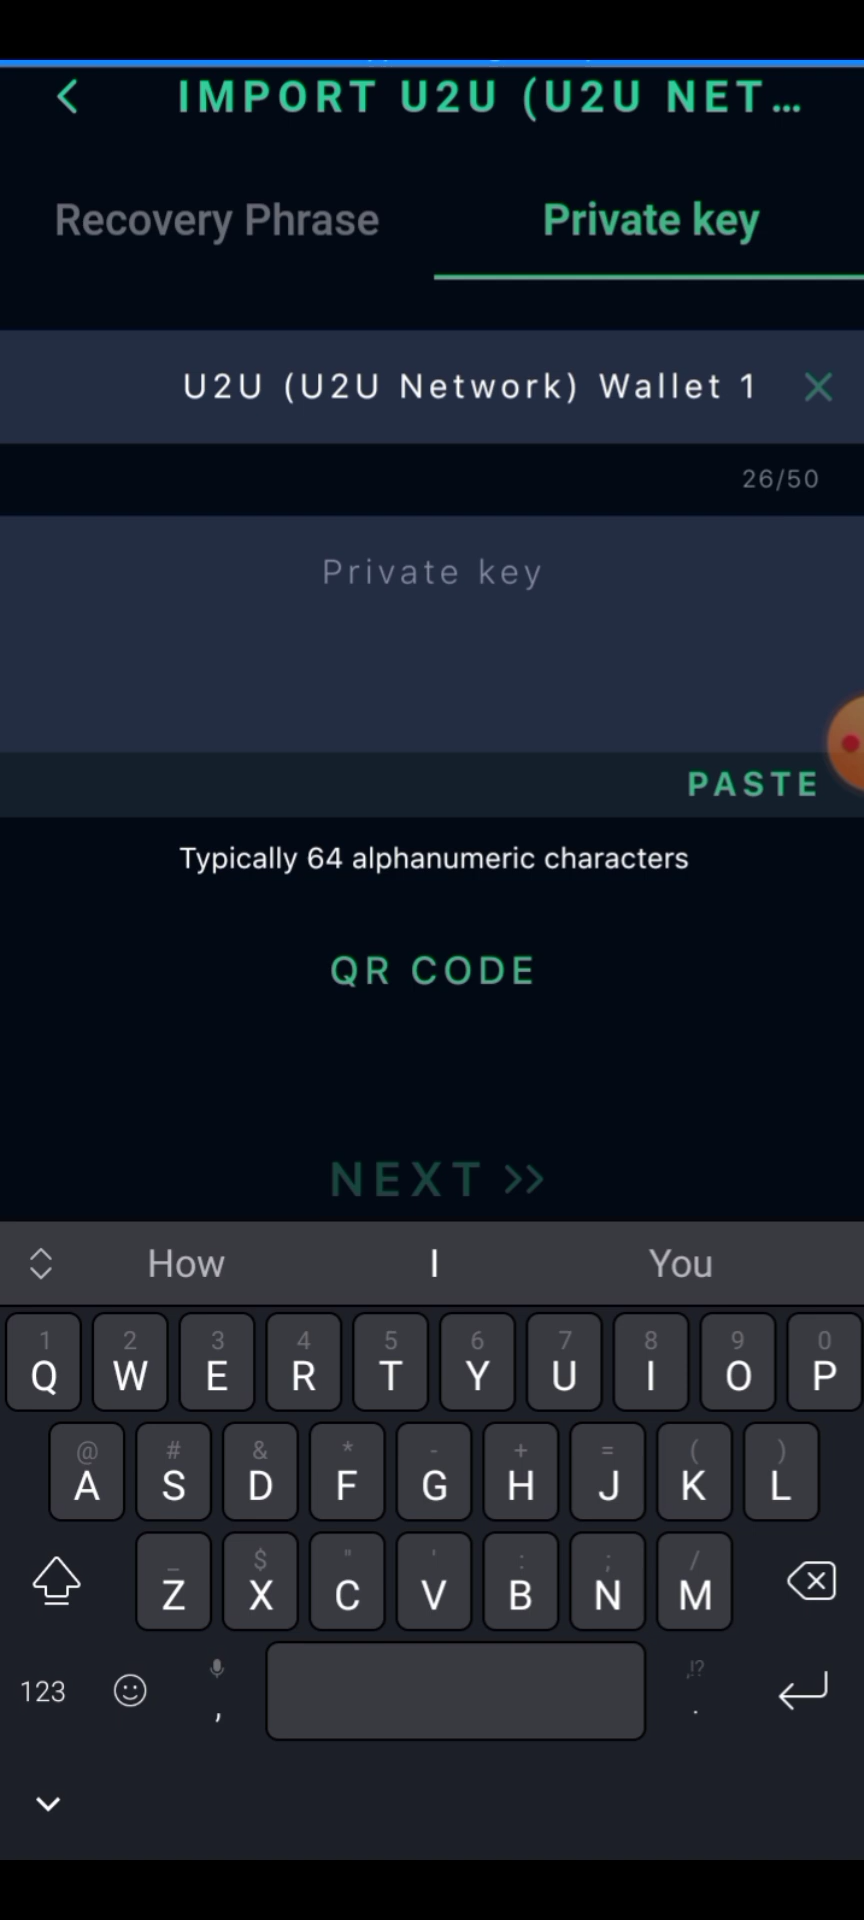 IMPORT U2U (U2U NET...
Recovery Phrase Private key
U2U (U2U Network) Wallet 1
26/50
Private key
PASTE
Typically 64 alphanumeric characters
QR CODE
NEXT >>
How I You
1 2 3 4 5 6 7 8 9 0
Q W E R T Y U I O P
@ # & * - + = ( )
A S D F G H J K L
_ $ " ' : ; /
Z X C V B N M
123 , ,!? .